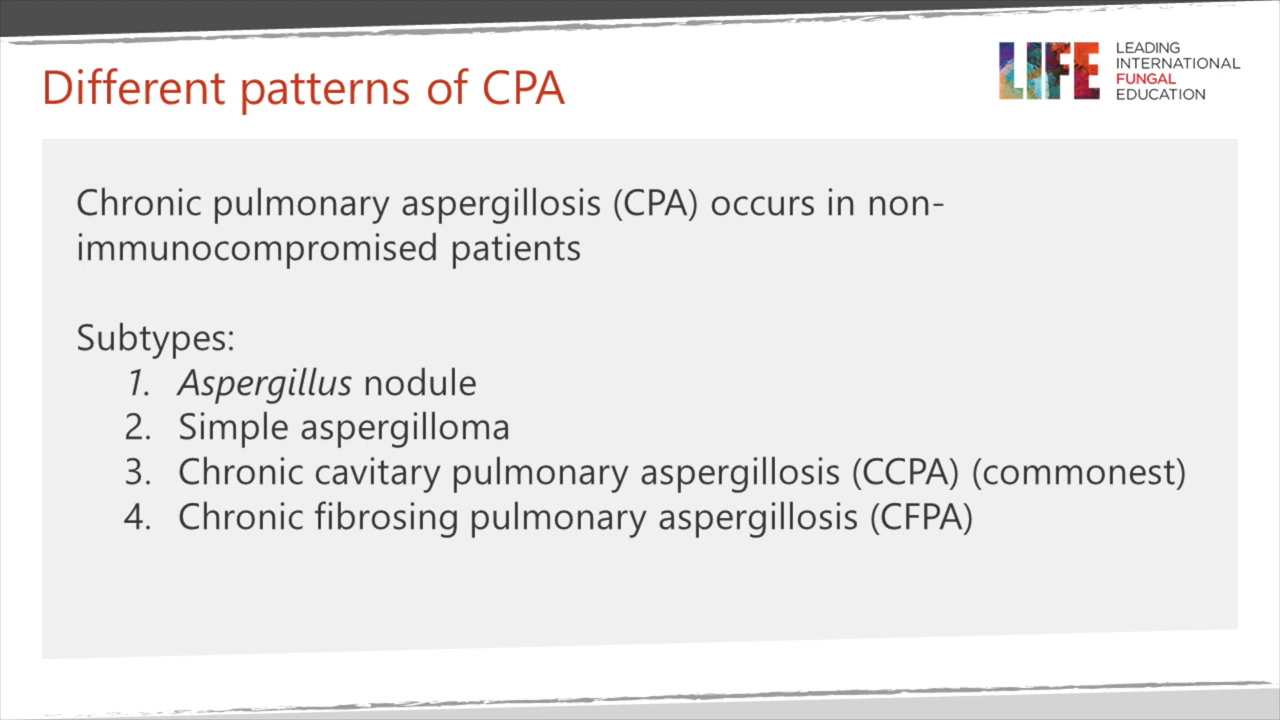 Different patterns of CPA
LIFE
LEADING
INTERNATIONAL
FUNGAL
EDUCATION
Chronic pulmonary aspergillosis (CPA) occurs in non-
immunocompromised patients
Subtypes:
1. Aspergillus nodule
2. Simple aspergilloma
3. Chronic cavitary pulmonary aspergillosis (CCPA) (commonest)
4. Chronic fibrosing pulmonary aspergillosis (CFPA)